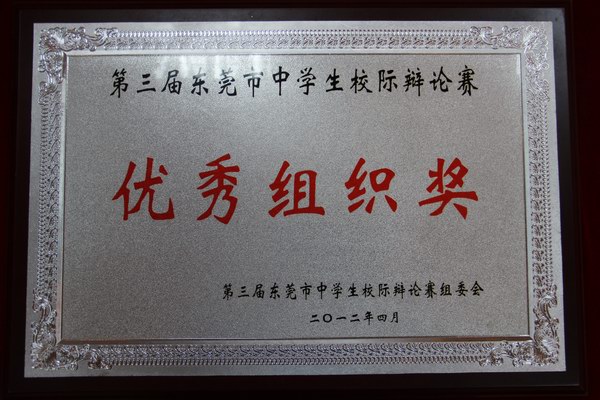 第三届东莞市中学生校际辩论赛
优秀组织奖
第三届东莞市中学生校际辩论赛组委会
二〇一二年四月